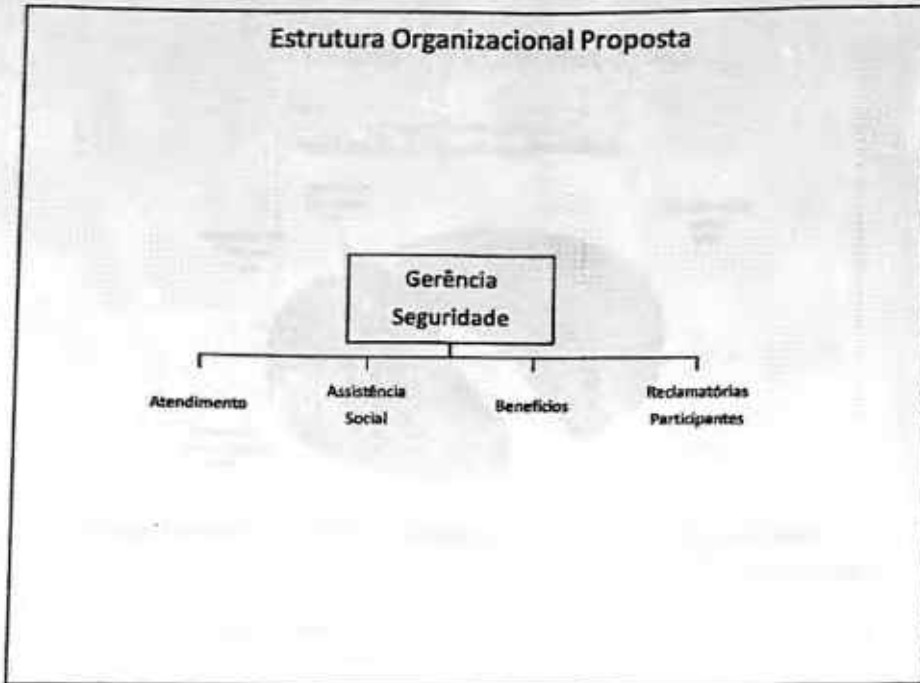 Estrutura Organizacional Proposta
Gerência
Seguridade
Atendimento
Assistência
Social
Benefícios
Reclamatórias
Participantes